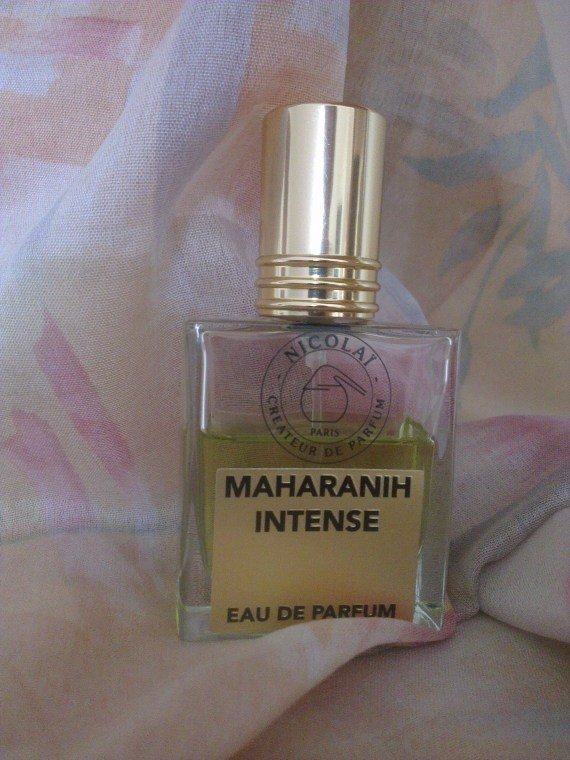 - NICOLAÏ -
CRÉATEUR DE PARFUM
PARIS
MAHARANIH
INTENSE
EAU DE PARFUM